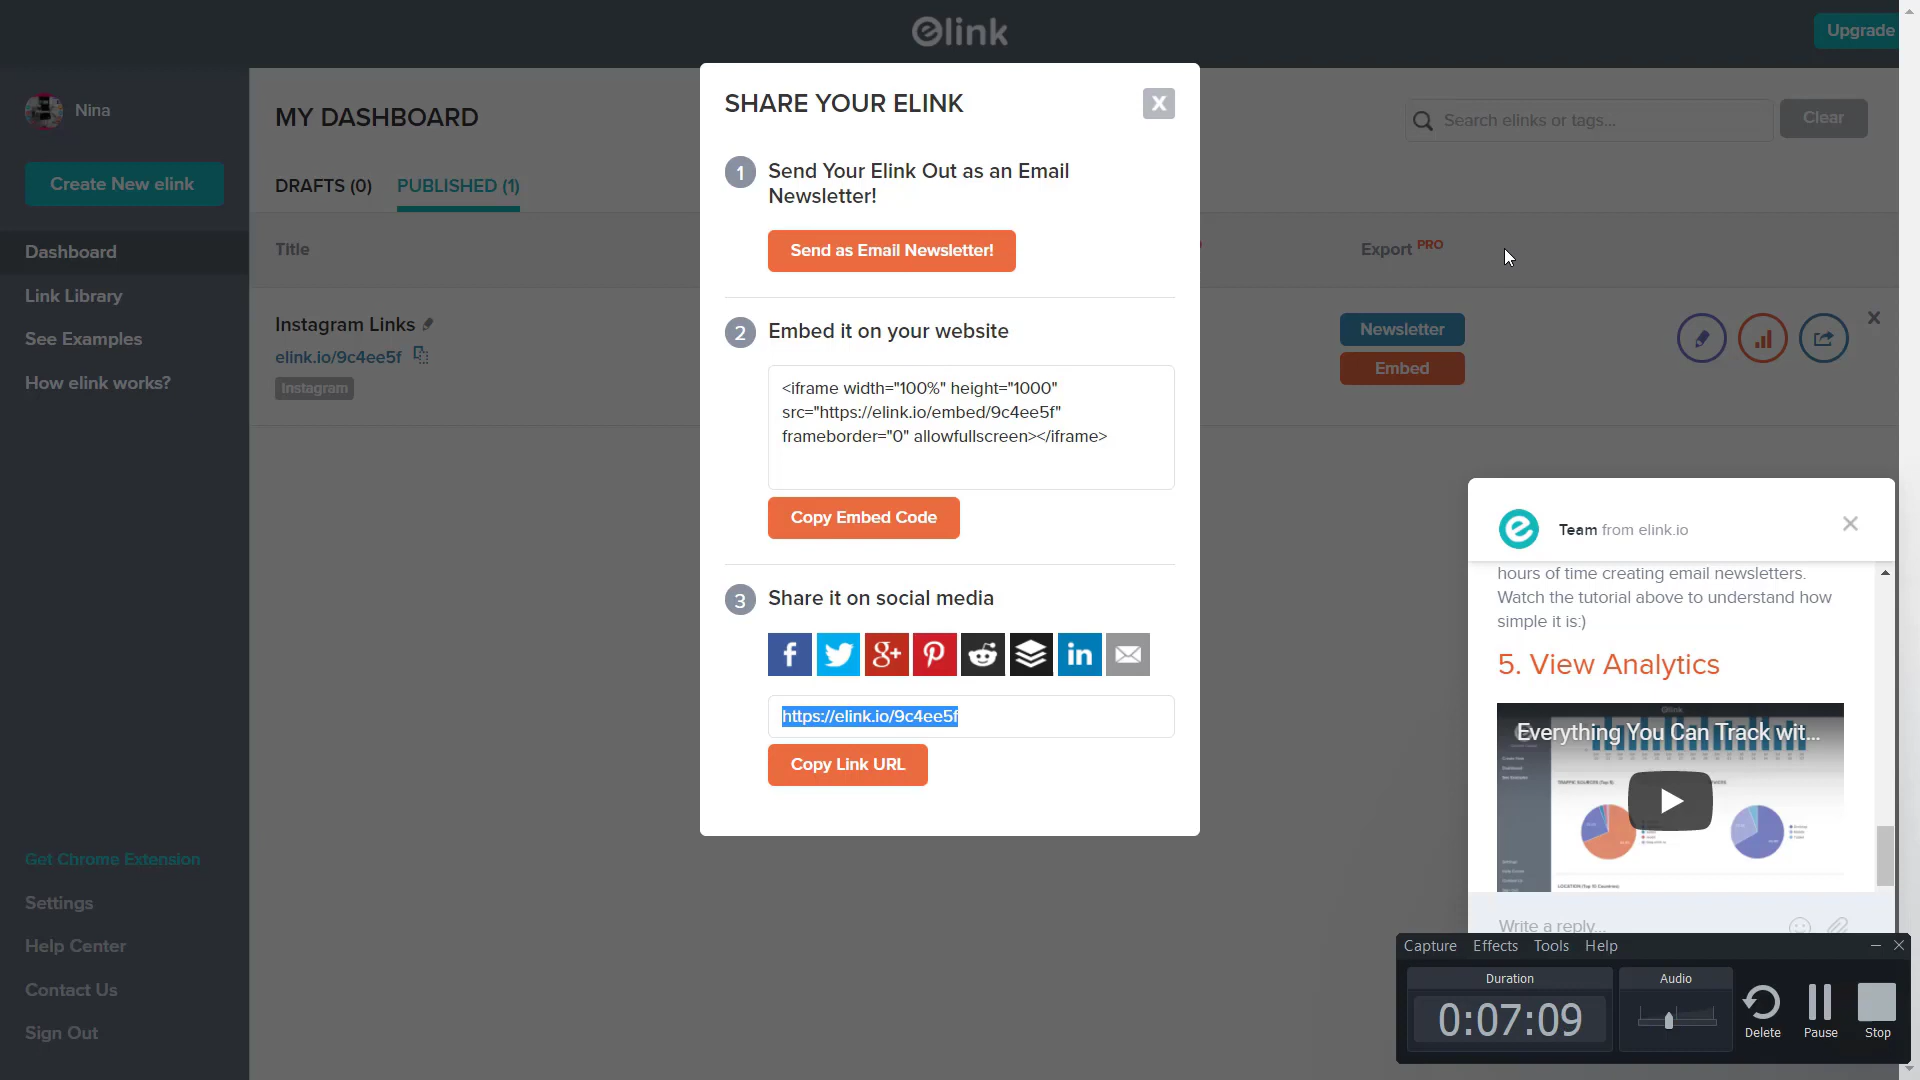 elink
Upgrade
Nina
Create New elink
Dashboard
Link Library
See Examples
How elink works?
Get Chrome Extension
Settings
Help Center
Contact Us
Sign Out
MY DASHBOARD
Search elinks or tags...
Clear
DRAFTS (0)
PUBLISHED (1)
Title
Export PRO
Instagram Links
elink.io/9c4ee5f
Instagram
Newsletter
Embed
SHARE YOUR ELINK
X
1
Send Your Elink Out as an Email
Newsletter!
Send as Email Newsletter!
2
Embed it on your website
<iframe width="100%" height="1000"
src="https://elink.io/embed/9c4ee5f"
frameborder="0" allowfullscreen></iframe>
Copy Embed Code
3
Share it on social media
https://elink.io/9c4ee5f
Copy Link URL
Team from elink.io
hours of time creating email newsletters.
Watch the tutorial above to understand how
simple it is:)
5. View Analytics
Everything You Can Track wit...
Write a reply...
Capture Effects Tools Help
Duration
0:07:09
Audio
Delete
Pause
Stop